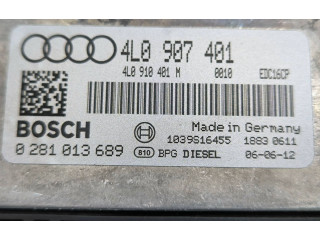 4L0 907 401
4L0 910 401 M 0010 EDC16CP
BOSCH Made in Germany
1039S16455 1883 0611
0 281 013 689 810 BPG DIESEL 06-06-12